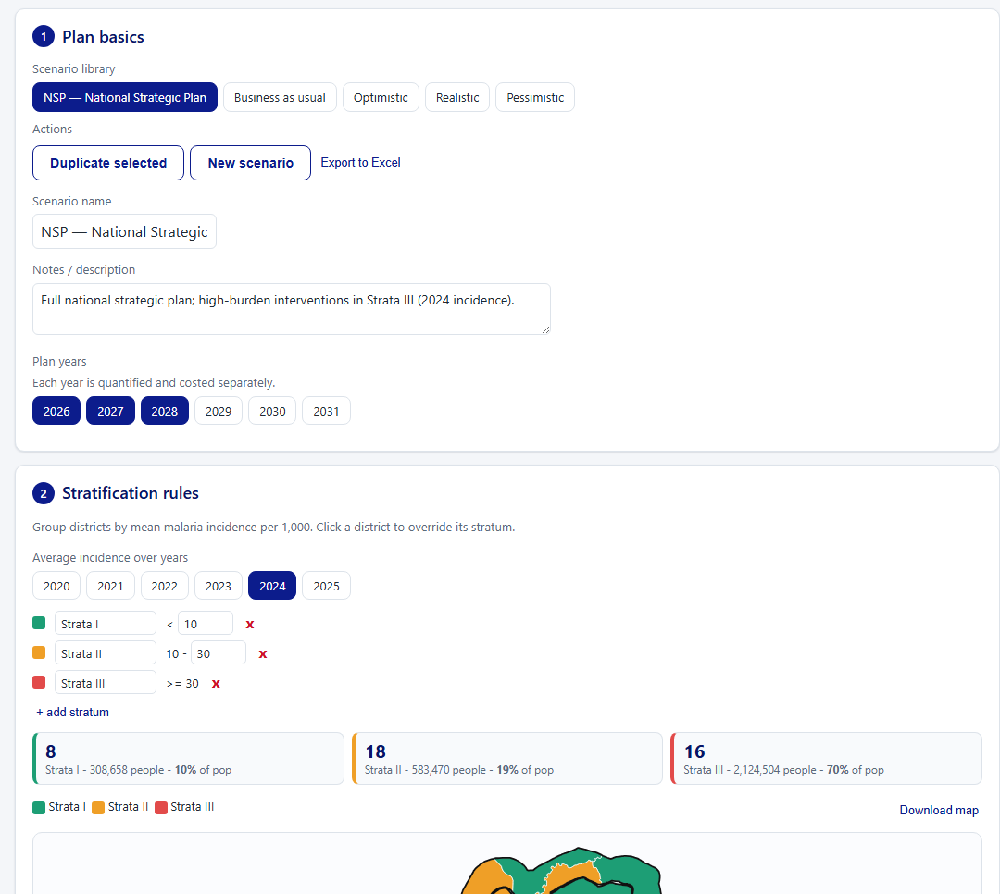 1 Plan basics
Scenario library
NSP — National Strategic Plan Business as usual Optimistic Realistic Pessimistic
Actions
Duplicate selected New scenario Export to Excel
Scenario name
NSP — National Strategic
Notes / description
Full national strategic plan; high-burden interventions in Strata III (2024 incidence).
Plan years
Each year is quantified and costed separately.
2026 2027 2028 2029 2030 2031
2 Stratification rules
Group districts by mean malaria incidence per 1,000. Click a district to override its stratum.
Average incidence over years
2020 2021 2022 2023 2024 2025
Strata I < 10 x
Strata II 10 - 30 x
Strata III >= 30 x
+ add stratum
8 18 16
Strata I - 308,658 people - 10% of pop Strata II - 583,470 people - 19% of pop Strata III - 2,124,504 people - 70% of pop
Strata I Strata II Strata III
Download map